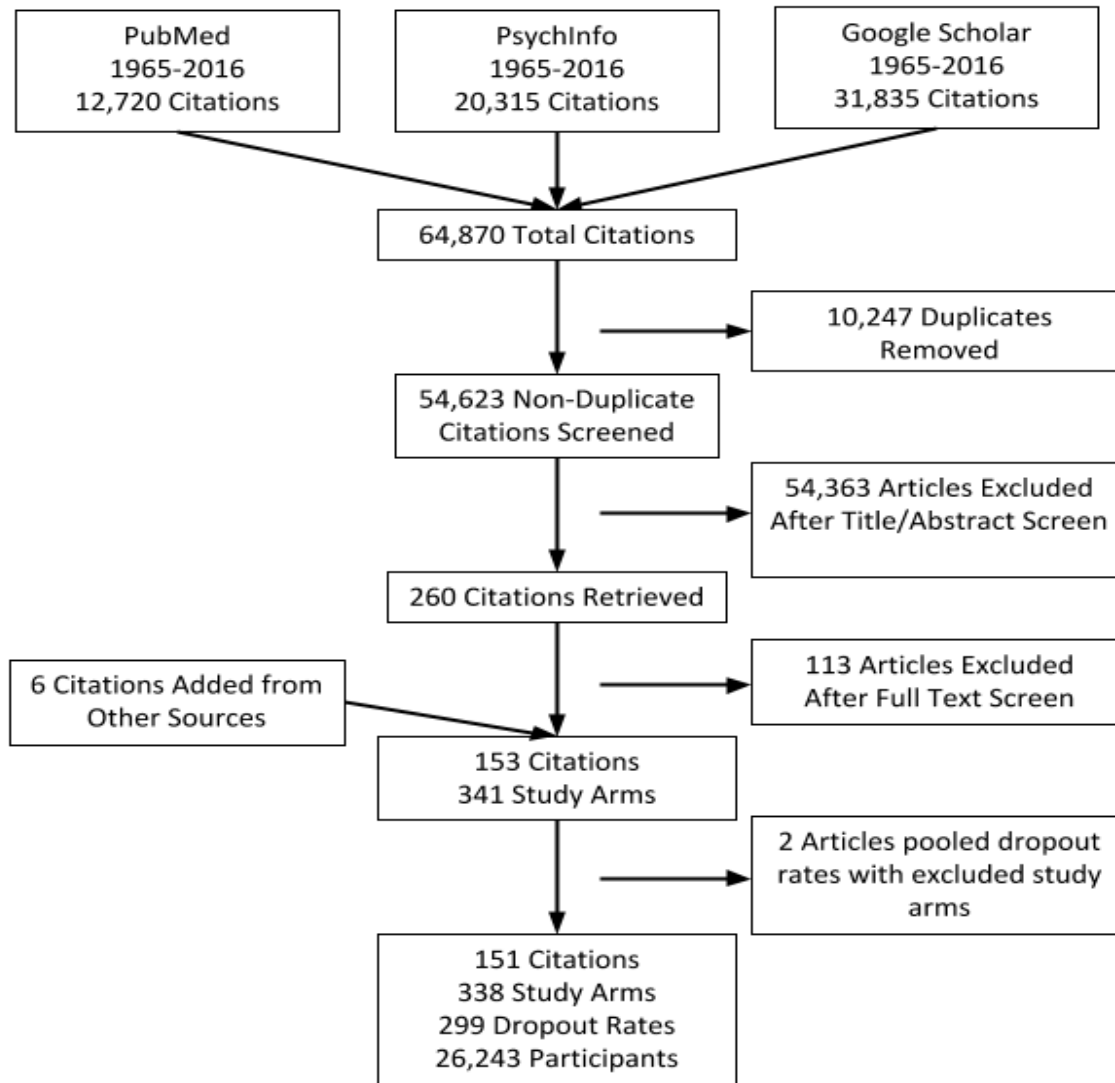 PubMed
1965-2016
12,720 Citations
PsychInfo
1965-2016
20,315 Citations
Google Scholar
1965-2016
31,835 Citations
64,870 Total Citations
10,247 Duplicates
Removed
54,623 Non-Duplicate
Citations Screened
54,363 Articles Excluded
After Title/Abstract Screen
260 Citations Retrieved
113 Articles Excluded
After Full Text Screen
6 Citations Added from
Other Sources
153 Citations
341 Study Arms
2 Articles pooled dropout
rates with excluded study
arms
151 Citations
338 Study Arms
299 Dropout Rates
26,243 Participants